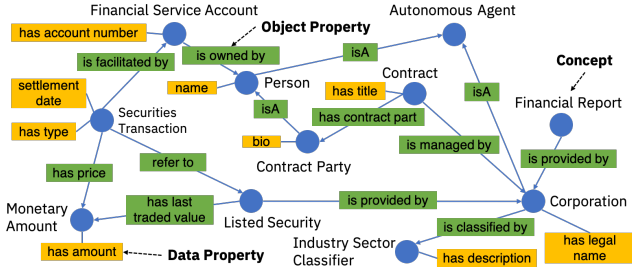 Financial Service Account
Autonomous Agent
has account number
Object Property
is owned by
isA
is facilitated by
Contract
Concept
name
Person
settlement
date
has title
isA
Financial Report
isA
has contract part
has type
Securities
Transaction
bio
is managed by
Contract Party
refer to
is provided by
has price
has last
traded value
is provided by
Corporation
Monetary
Amount
Listed Security
is classified by
Industry Sector
Classifier
has legal
name
has amount
Data Property
has description